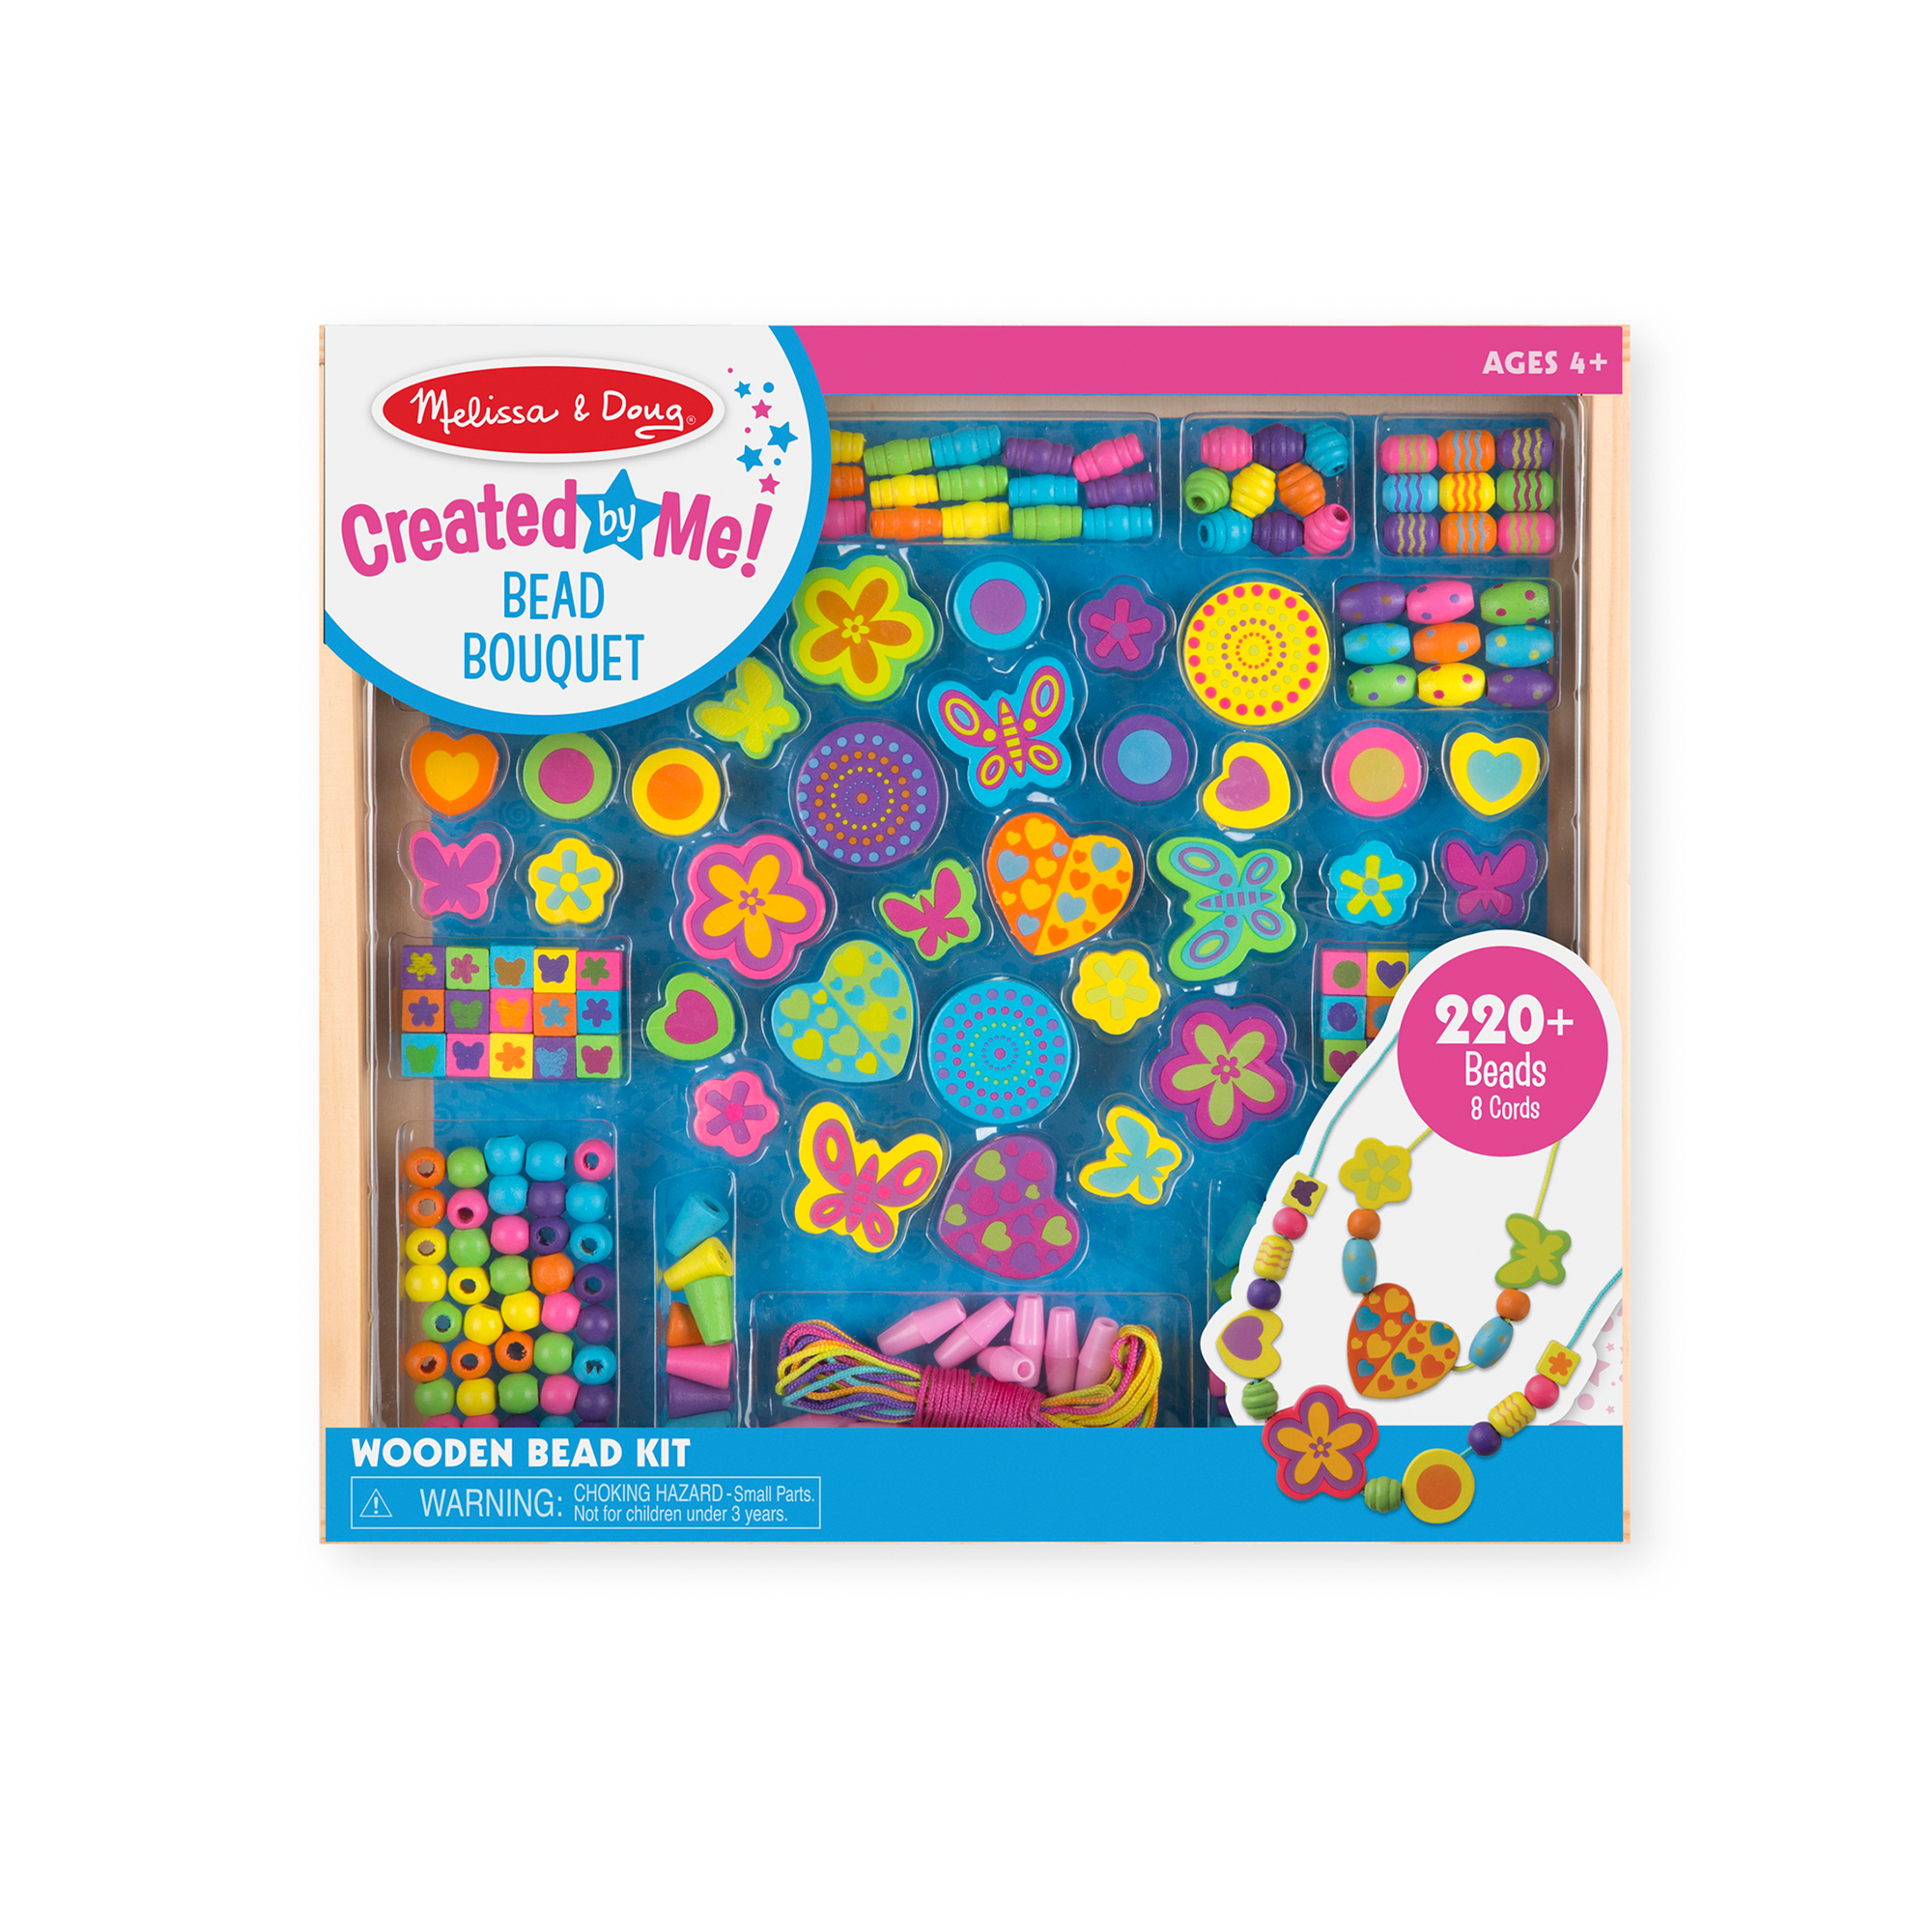 Melissa & Doug®
Created by Me!
BEAD
BOUQUET
AGES 4+
220+
Beads
8 Cords
WOODEN BEAD KIT
WARNING: CHOKING HAZARD - Small Parts.
Not for children under 3 years.